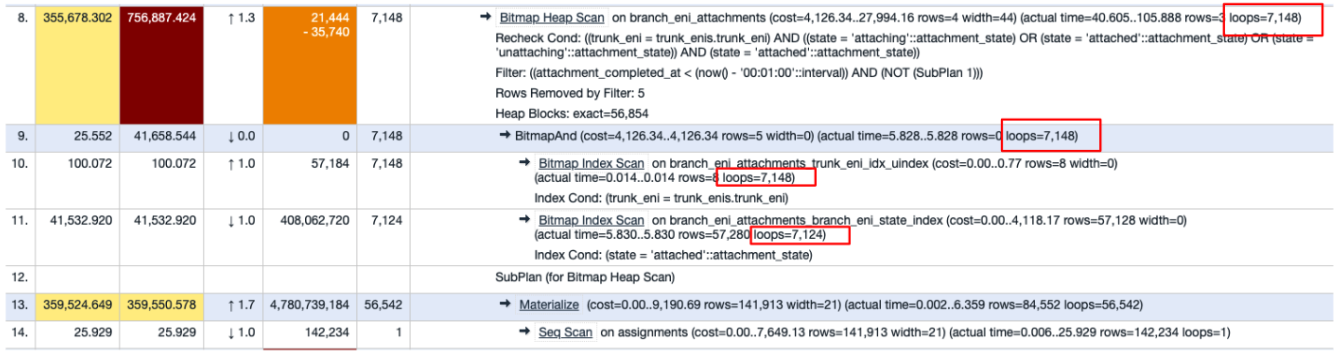 8. 355,678.302 756,887.424 ↑ 1.3 21,444 7,148 → Bitmap Heap Scan on branch_eni_attachments (cost=4,126.34..27,994.16 rows=4 width=44) (actual time=40.605..105.888 rows=3 loops=7,148)
- 35,740
Recheck Cond: ((trunk_eni = trunk_enis.trunk_eni) AND ((state = 'attaching'::attachment_state) OR (state = 'attached'::attachment_state) OR (state =
'unattaching'::attachment_state)) AND (state = 'attached'::attachment_state))
Filter: ((attachment_completed_at < (now() - '00:01:00'::interval)) AND (NOT (SubPlan 1)))
Rows Removed by Filter: 5
Heap Blocks: exact=56,854
9. 25.552 41,658.544 ↓ 0.0 0 7,148 → BitmapAnd (cost=4,126.34..4,126.34 rows=5 width=0) (actual time=5.828..5.828 rows=0 loops=7,148)
10. 100.072 100.072 ↑ 1.0 57,184 7,148 → Bitmap Index Scan on branch_eni_attachments_trunk_eni_idx_uindex (cost=0.00..0.77 rows=8 width=0)
(actual time=0.014..0.014 rows=8 loops=7,148)
Index Cond: (trunk_eni = trunk_enis.trunk_eni)
11. 41,532.920 41,532.920 ↓ 1.0 408,062,720 7,124 → Bitmap Index Scan on branch_eni_attachments_branch_eni_state_index (cost=0.00..4,118.17 rows=57,128 width=0)
(actual time=5.830..5.830 rows=57,280 loops=7,124)
Index Cond: (state = 'attached'::attachment_state)
12. SubPlan (for Bitmap Heap Scan)
13. 359,524.649 359,550.578 ↑ 1.7 4,780,739,184 56,542 → Materialize (cost=0.00..9,190.69 rows=141,913 width=21) (actual time=0.002..6.359 rows=84,552 loops=56,542)
14. 25.929 25.929 ↓ 1.0 142,234 1 → Seq Scan on assignments (cost=0.00..7,649.13 rows=141,913 width=21) (actual time=0.006..25.929 rows=142,234 loops=1)